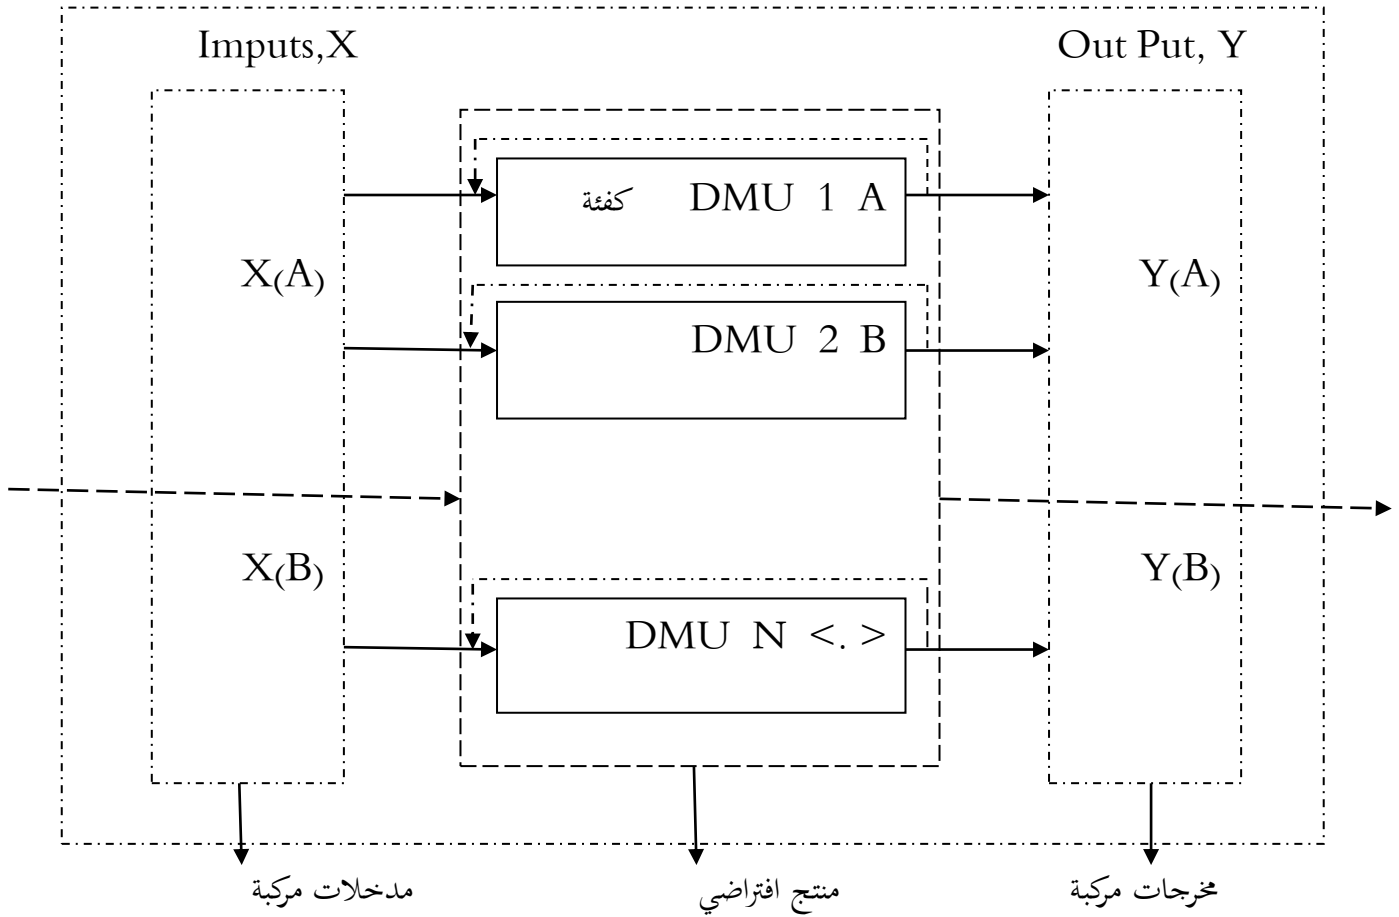 Imputs,X
Out Put, Y
كفئة DMU 1 A
X(A)
Y(A)
DMU 2 B
X(B)
Y(B)
DMU N <. >
مدخلات مركبة
منتج افتراضي
مخرجات مركبة